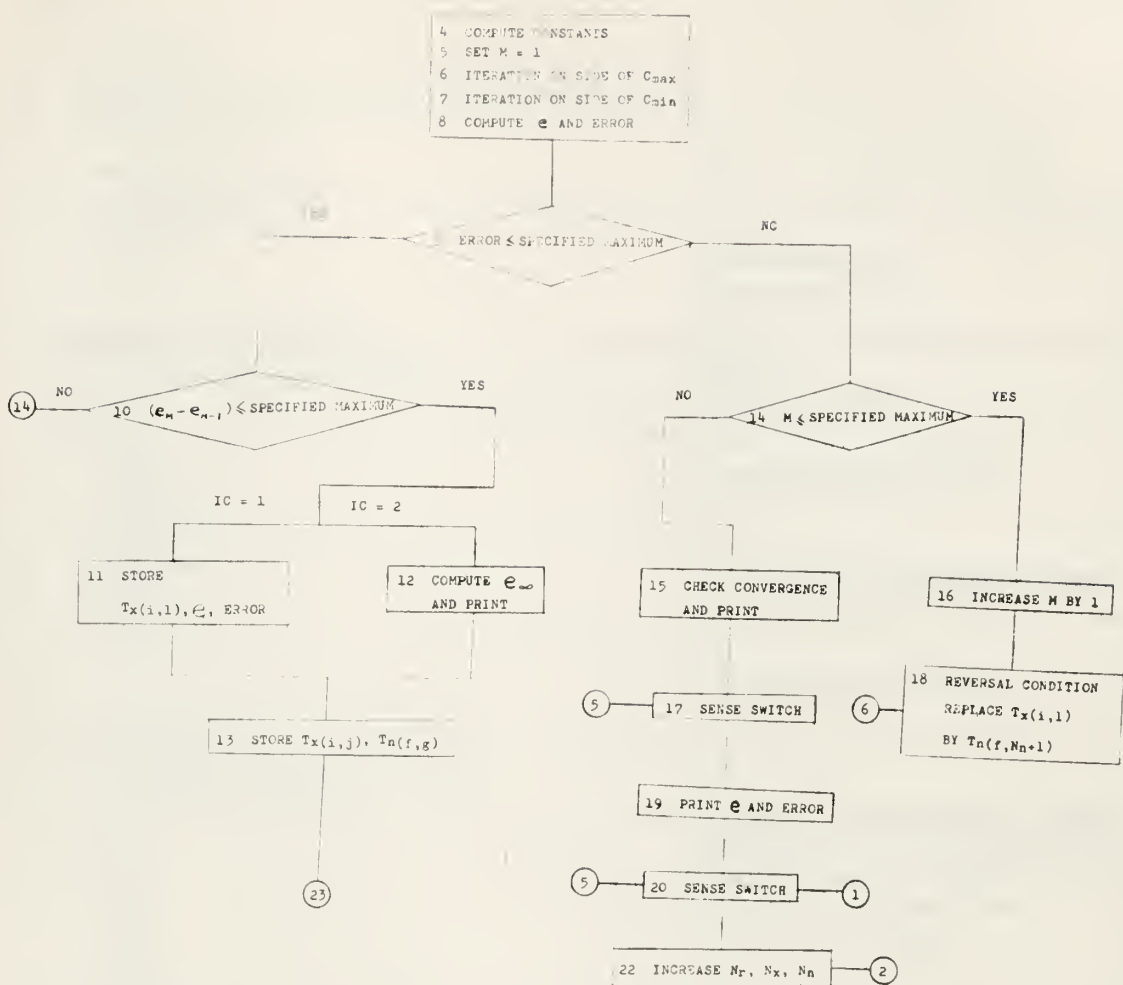 4 COMPUTE CONSTANTS
5 SET M = 1
6 ITERATION ON SIDE OF Cmax
7 ITERATION ON SIDE OF Cmin
8 COMPUTE e AND ERROR
YES
ERROR ≤ SPECIFIED MAXIMUM
NO
14
NO
10 (eM - eM-1) ≤ SPECIFIED MAXIMUM
YES
NO
14 M ≤ SPECIFIED MAXIMUM
YES
IC = 1
IC = 2
11 STORE
Tx(i,1), e, ERROR
12 COMPUTE e∞
AND PRINT
15 CHECK CONVERGENCE
AND PRINT
16 INCREASE M BY 1
13 STORE Tx(i,j), Tn(f,g)
5
17 SENSE SWITCH
6
18 REVERSAL CONDITION
REPLACE Tx(i,1)
BY Tn(f,Nn+1)
19 PRINT e AND ERROR
23
5
20 SENSE SWITCH
1
22 INCREASE Nr, Nx, Nn
2